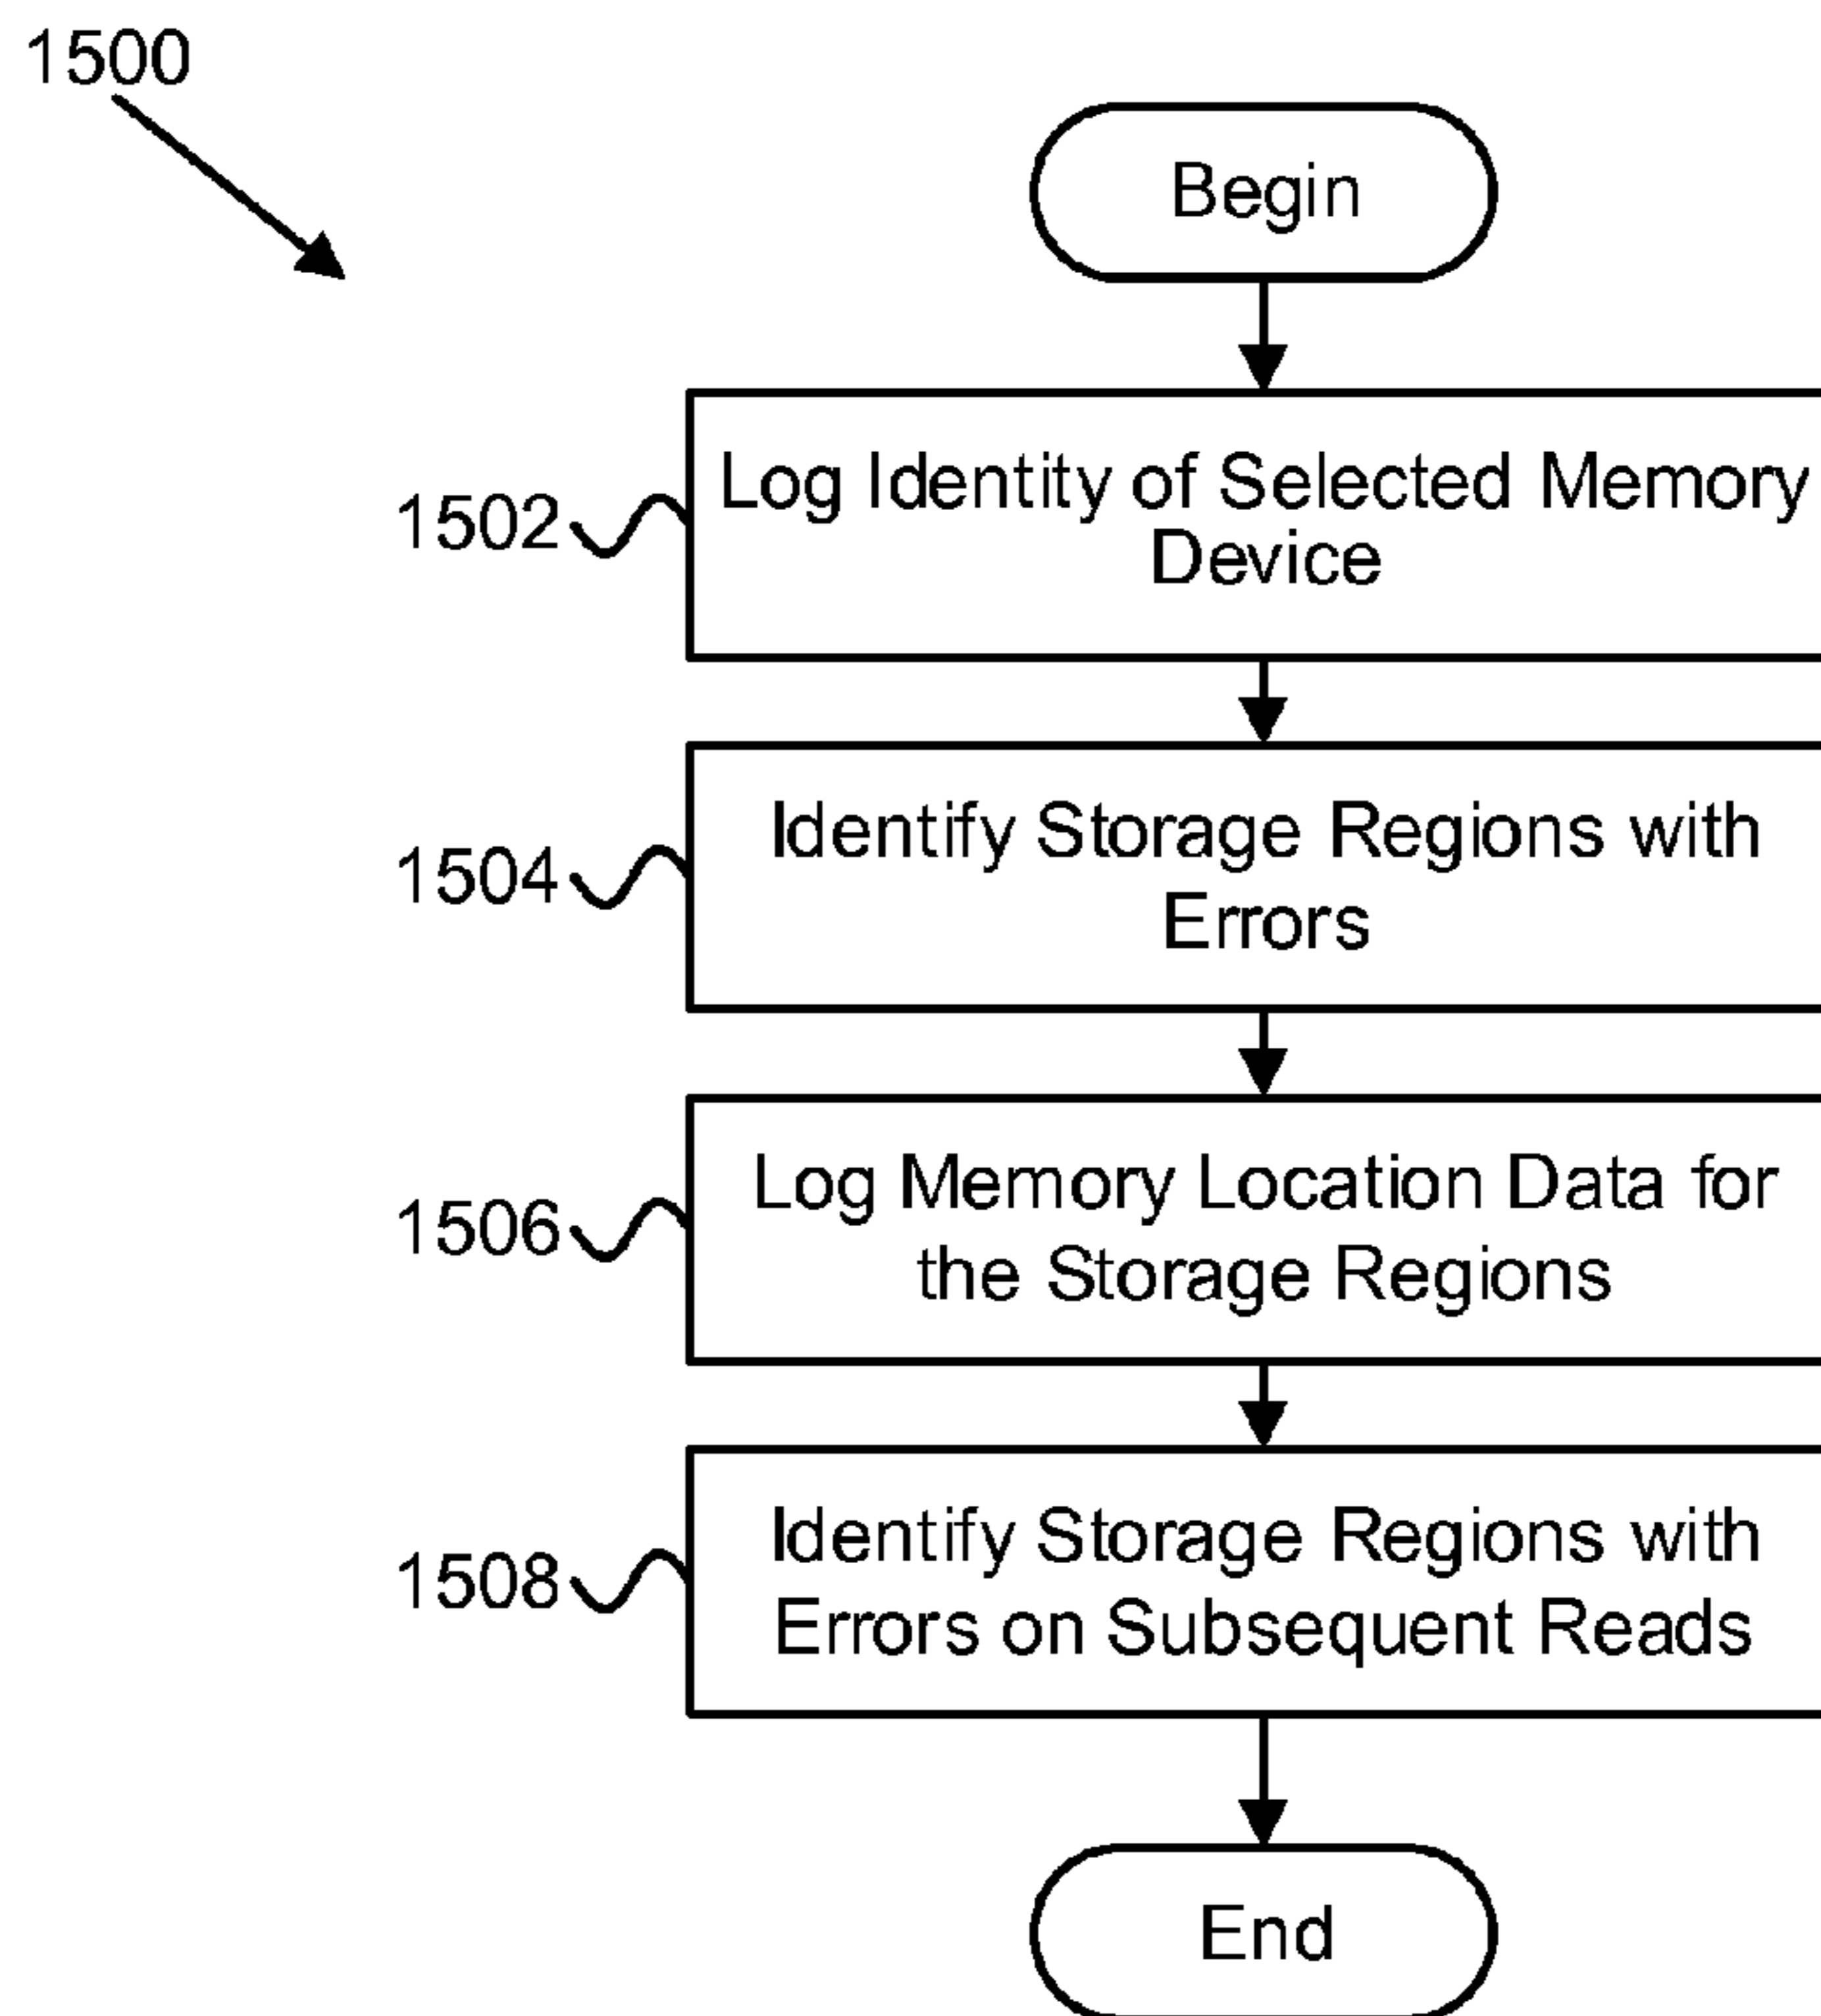 1500
Begin
Log Identity of Selected Memory
Device
1502
Identify Storage Regions with
Errors
1504
Log Memory Location Data for
the Storage Regions
1506
Identify Storage Regions with
Errors on Subsequent Reads
1508
End